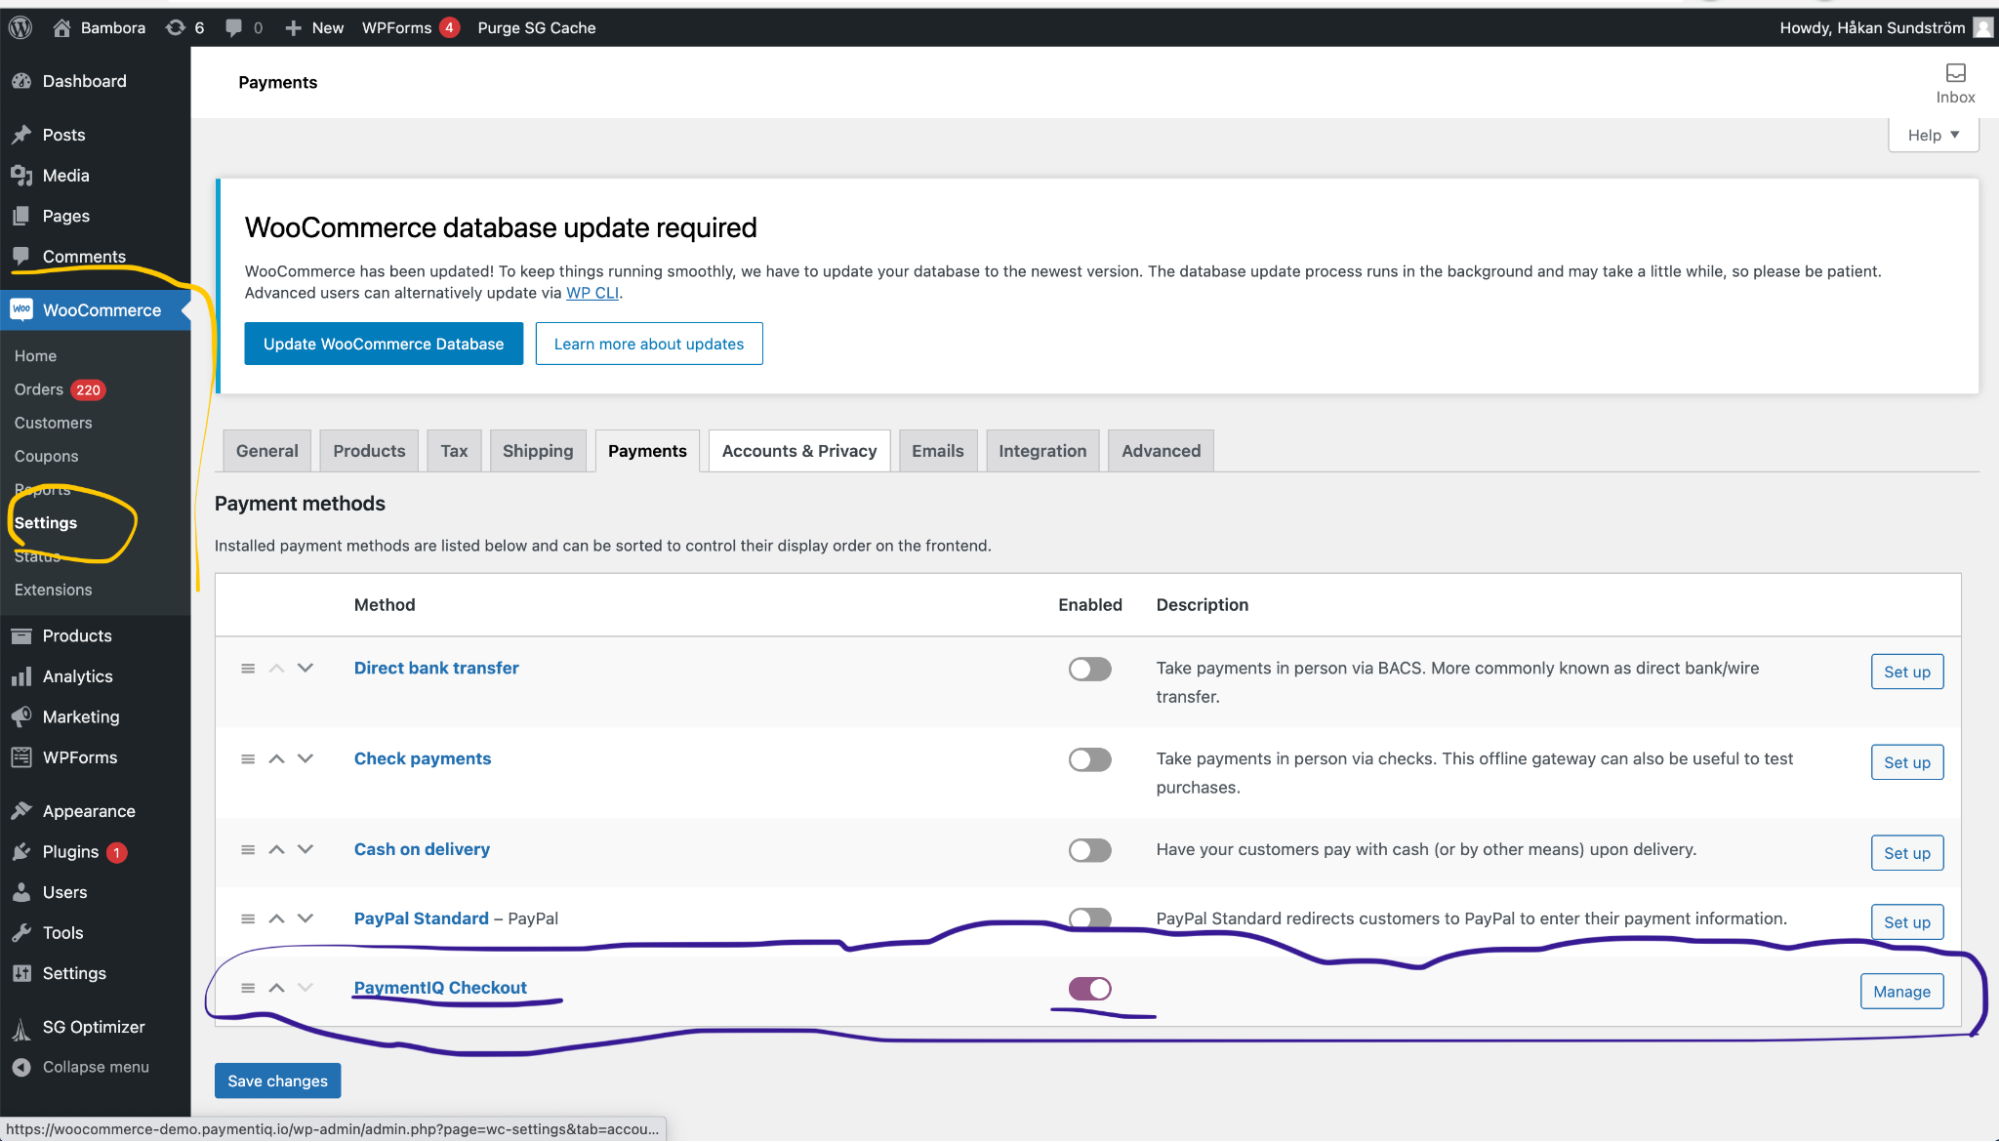 Bambora 6 0 New WPForms 4 Purge SG Cache Howdy, Håkan Sundström
Dashboard
Posts
Media
Pages
Comments
WooCommerce
Home
Orders 220
Customers
Coupons
Reports
Settings
Status
Extensions
Products
Analytics
Marketing
WPForms
Appearance
Plugins 1
Users
Tools
Settings
SG Optimizer
Collapse menu
Payments
Inbox
Help
WooCommerce database update required
WooCommerce has been updated! To keep things running smoothly, we have to update your database to the newest version. The database update process runs in the background and may take a little while, so please be patient.
Advanced users can alternatively update via WP CLI.
Update WooCommerce Database Learn more about updates
General Products Tax Shipping Payments Accounts & Privacy Emails Integration Advanced
Payment methods
Installed payment methods are listed below and can be sorted to control their display order on the frontend.
Method Enabled Description
Direct bank transfer Take payments in person via BACS. More commonly known as direct bank/wire
transfer.
Set up
Check payments Take payments in person via checks. This offline gateway can also be useful to test
purchases.
Set up
Cash on delivery Have your customers pay with cash (or by other means) upon delivery. Set up
PayPal Standard – PayPal PayPal Standard redirects customers to PayPal to enter their payment information. Set up
PaymentIQ Checkout Manage
Save changes
https://woocommerce-demo.paymentiq.io/wp-admin/admin.php?page=wc-settings&tab=accou...